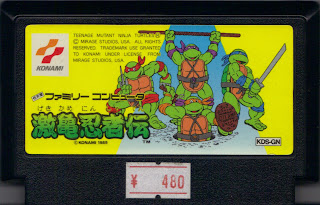 TEENAGE MUTANT NINJA TURTLES®
© MIRAGE STUDIOS, USA. ALL RIGHTS
RESERVED. TRADEMARK USE GRANTED
TO KONAMI UNDER LICENSE FROM
MIRAGE STUDIOS, USA.
KONAMI
ファミリー コンピュータ
げき かめ にん じゃ でん
激亀忍者伝
© KONAMI 1989
TM
KDS-GN
¥ 480